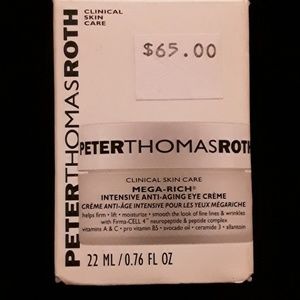 CLINICAL
SKIN
CARE
PETERTHOMASROTH
$65.00
PETERTHOMASROTH
CLINICAL SKIN CARE
MEGA-RICH®
INTENSIVE ANTI-AGING EYE CRÈME
CRÈME ANTI-ÂGE INTENSIVE POUR LES YEUX MÉGARICHE
helps firm • lift • moisturize • smooth the look of fine lines & wrinkles
with Firma-CELL 4™ neuropeptide & peptide complex
vitamins A & C • pro vitamin B5 • avocado oil • ceramide 3 • allantoin
22 ML / 0.76 FL OZ